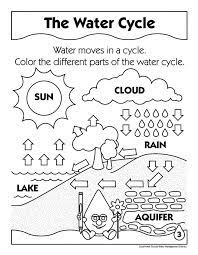 The Water Cycle
Water moves in a cycle.
Color the different parts of the water cycle.
SUN
CLOUD
RAIN
LAKE
AQUIFER
3